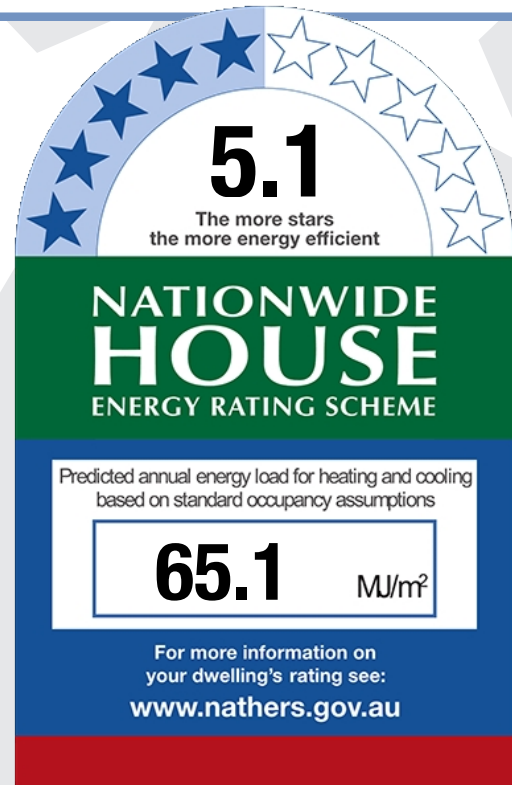 5.1
The more stars
the more energy efficient
NATIONWIDE
HOUSE
ENERGY RATING SCHEME
Predicted annual energy load for heating and cooling
based on standard occupancy assumptions
65.1 MJ/m²
For more information on
your dwelling's rating see:
www.nathers.gov.au